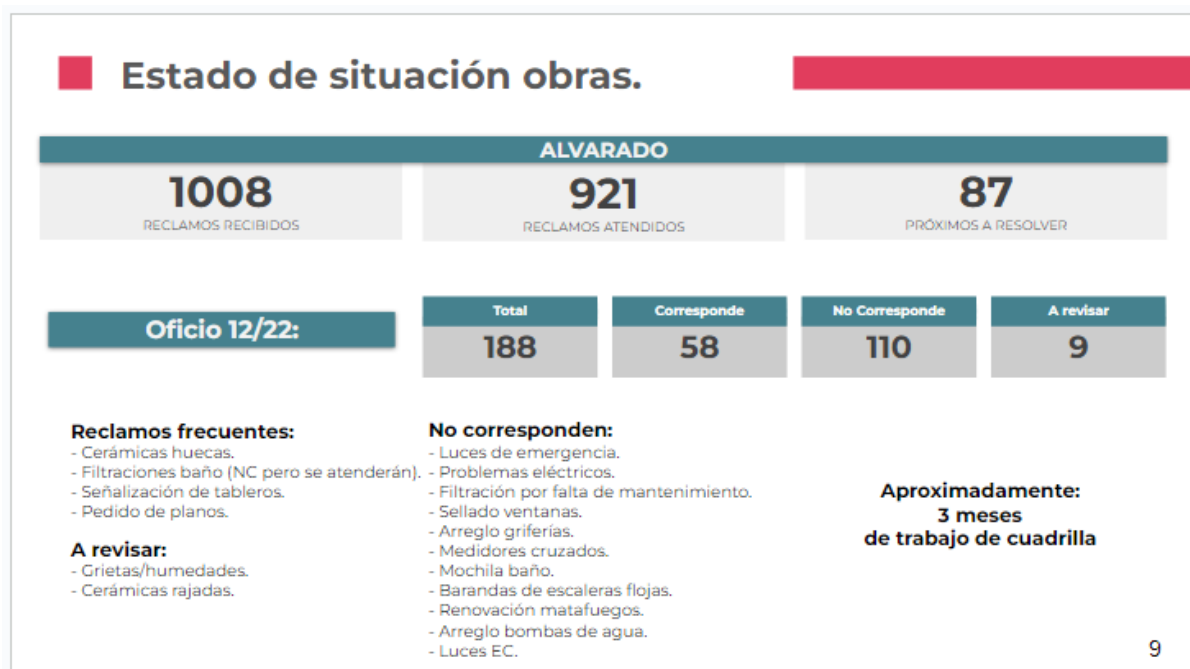 Estado de situación obras.
ALVARADO
1008
RECLAMOS RECIBIDOS
921
RECLAMOS ATENDIDOS
87
PRÓXIMOS A RESOLVER
Oficio 12/22:
Total
188
Corresponde
58
No Corresponde
110
A revisar
9
Reclamos frecuentes:
- Cerámicas huecas.
- Filtraciones baño (NC pero se atenderán).
- Señalización de tableros.
- Pedido de planos.
A revisar:
- Grietas/humedades.
- Cerámicas rajadas.
No corresponden:
- Luces de emergencia.
- Problemas eléctricos.
- Filtración por falta de mantenimiento.
- Sellado ventanas.
- Arreglo griferías.
- Medidores cruzados.
- Mochila baño.
- Barandas de escaleras flojas.
- Renovación matafuegos.
- Arreglo bombas de agua.
- Luces EC.
Aproximadamente:
3 meses
de trabajo de cuadrilla
9